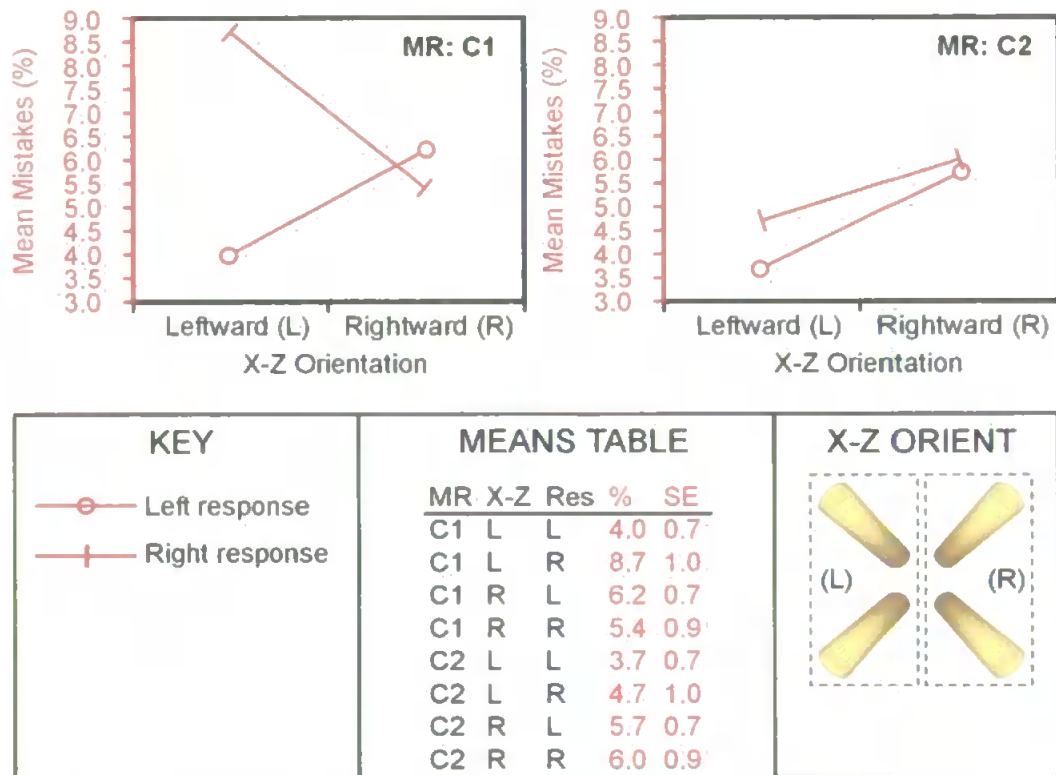 9.0
8.5
8.0
7.5
7.0
6.5
6.0
5.5
5.0
4.5
4.0
3.5
3.0
Mean Mistakes (%)
MR: C1
Leftward (L) Rightward (R)
X-Z Orientation
9.0
8.5
8.0
7.5
7.0
6.5
6.0
5.5
5.0
4.5
4.0
3.5
3.0
Mean Mistakes (%)
MR: C2
Leftward (L) Rightward (R)
X-Z Orientation
KEY
Left response
Right response
MEANS TABLE
MR X-Z Res % SE
C1 L L 4.0 0.7
C1 L R 8.7 1.0
C1 R L 6.2 0.7
C1 R R 5.4 0.9
C2 L L 3.7 0.7
C2 L R 4.7 1.0
C2 R L 5.7 0.7
C2 R R 6.0 0.9
X-Z ORIENT
(L) (R)